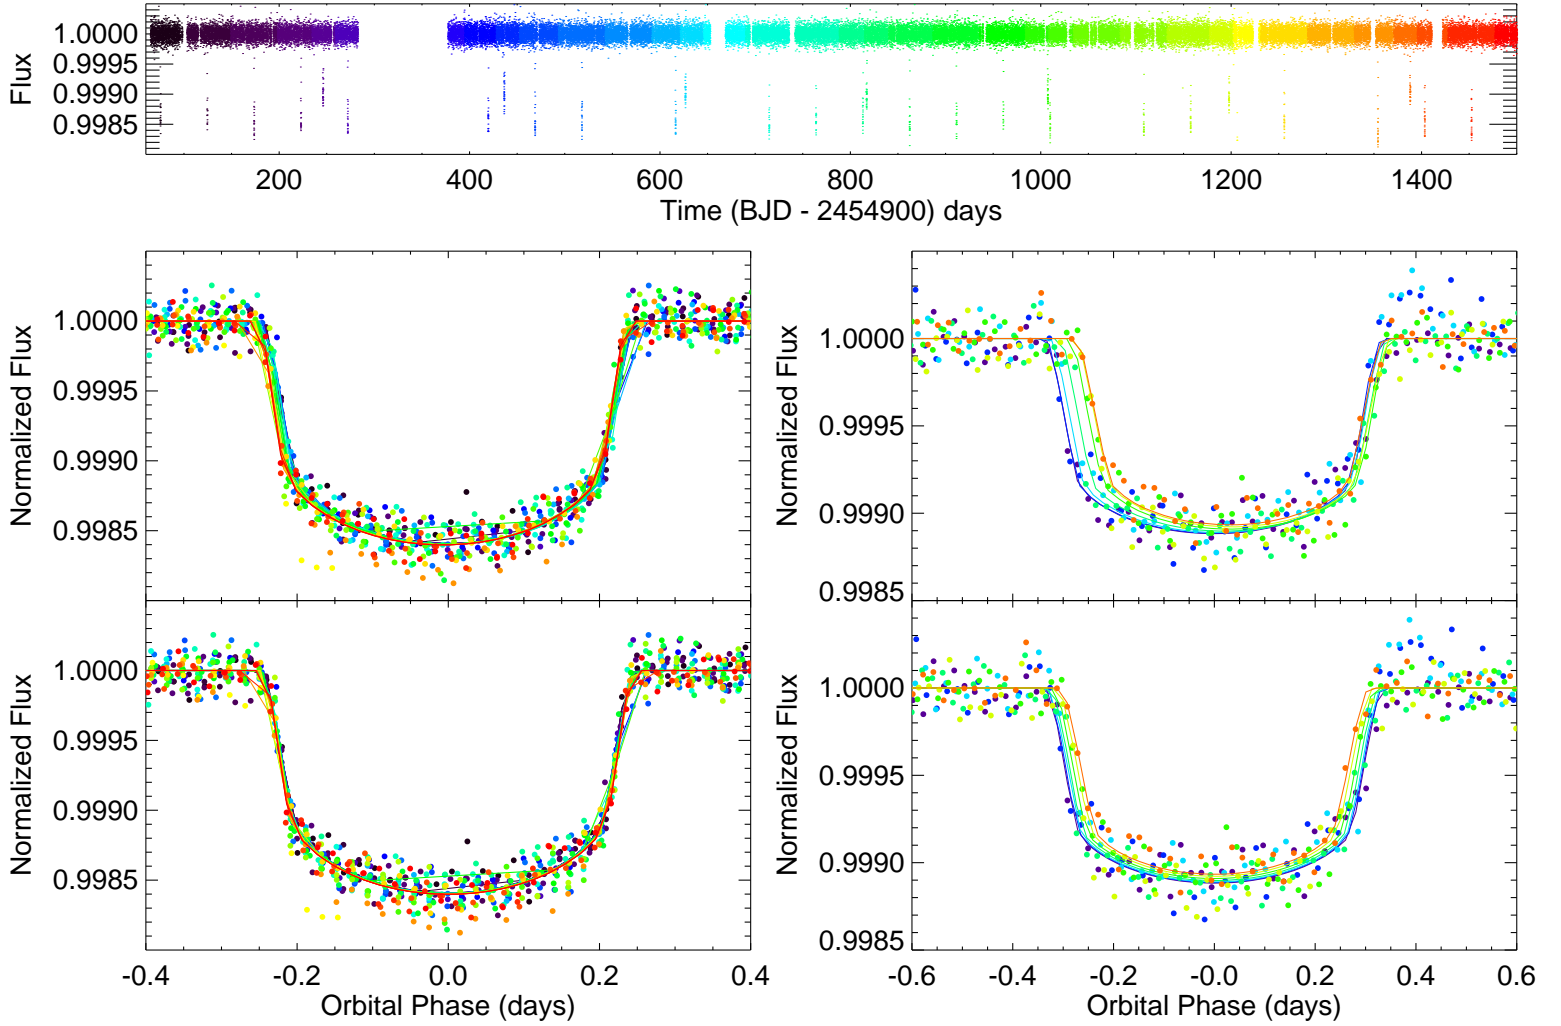 Flux
1.0000
0.9995
0.9990
0.9985
200 400 600 800 1000 1200 1400
Time (BJD - 2454900) days
Normalized Flux
1.0000
0.9995
0.9990
0.9985
Normalized Flux
1.0000
0.9995
0.9990
0.9985
Normalized Flux
1.0000
0.9995
0.9990
0.9985
-0.4 -0.2 0.0 0.2 0.4
Orbital Phase (days)
Normalized Flux
1.0000
0.9995
0.9990
0.9985
-0.6 -0.4 -0.2 -0.0 0.2 0.4 0.6
Orbital Phase (days)